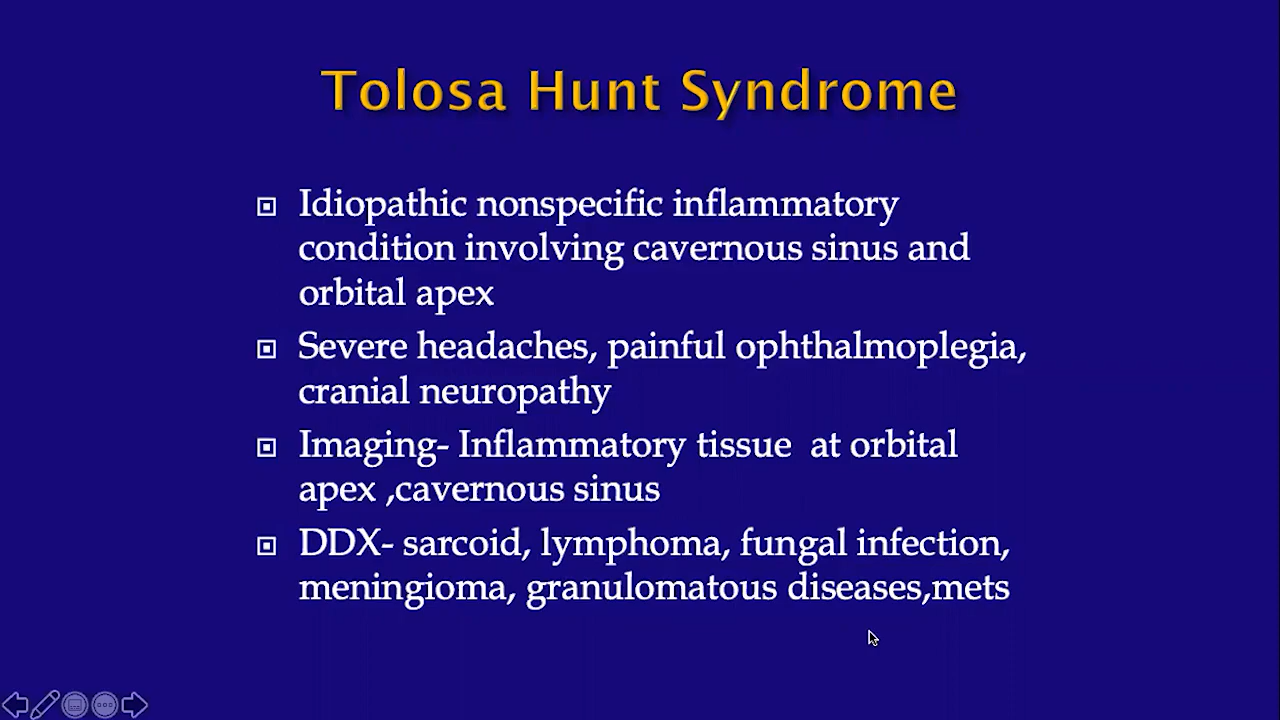 Tolosa Hunt Syndrome
Idiopathic nonspecific inflammatory
condition involving cavernous sinus and
orbital apex
Severe headaches, painful ophthalmoplegia,
cranial neuropathy
Imaging- Inflammatory tissue  at orbital
apex ,cavernous sinus
DDX- sarcoid, lymphoma, fungal infection,
meningioma, granulomatous diseases,mets